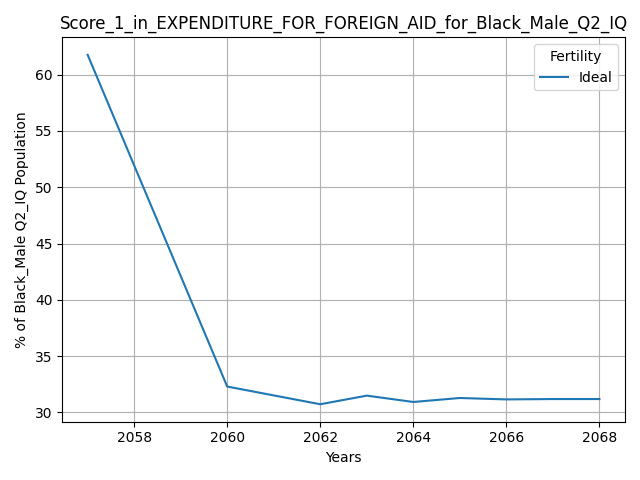 Score_1_in_EXPENDITURE_FOR_FOREIGN_AID_for_Black_Male_Q2_IQ
Fertility
Ideal
% of Black_Male Q2_IQ Population
60
55
50
45
40
35
30
2058 2060 2062 2064 2066 2068
Years